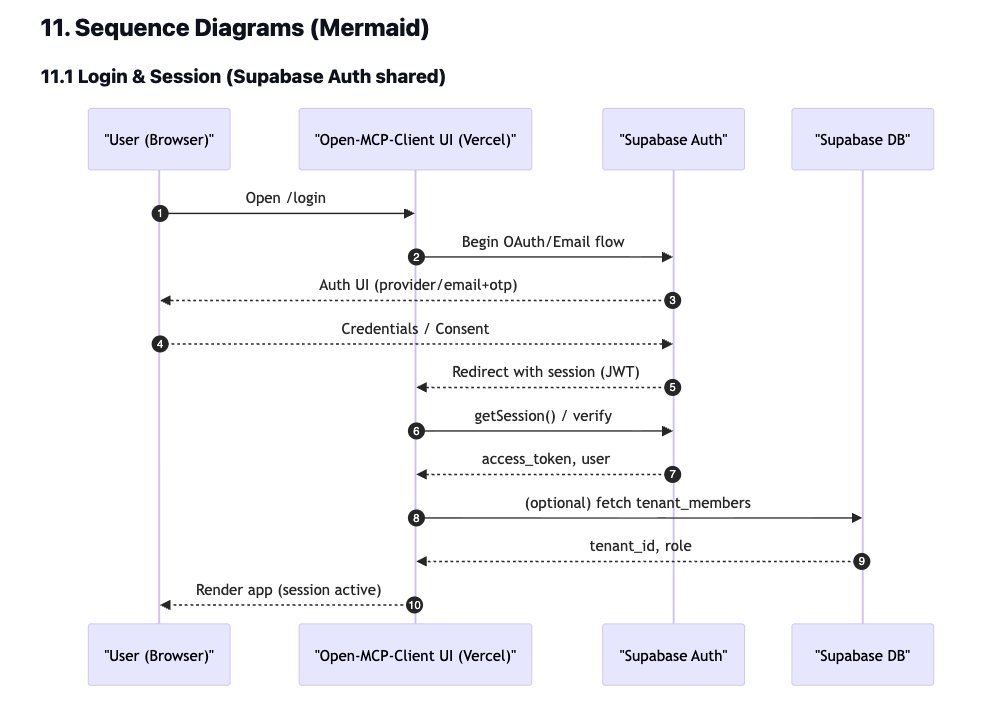 11. Sequence Diagrams (Mermaid)
11.1 Login & Session (Supabase Auth shared)
"User (Browser)"
"Open-MCP-Client UI (Vercel)"
"Supabase Auth"
"Supabase DB"
Open /login
1
Begin OAuth/Email flow
2
Auth UI (provider/email+otp)
3
Credentials / Consent
4
Redirect with session (JWT)
5
getSession() / verify
6
access_token, user
7
(optional) fetch tenant_members
8
tenant_id, role
9
Render app (session active)
10
"User (Browser)"
"Open-MCP-Client UI (Vercel)"
"Supabase Auth"
"Supabase DB"